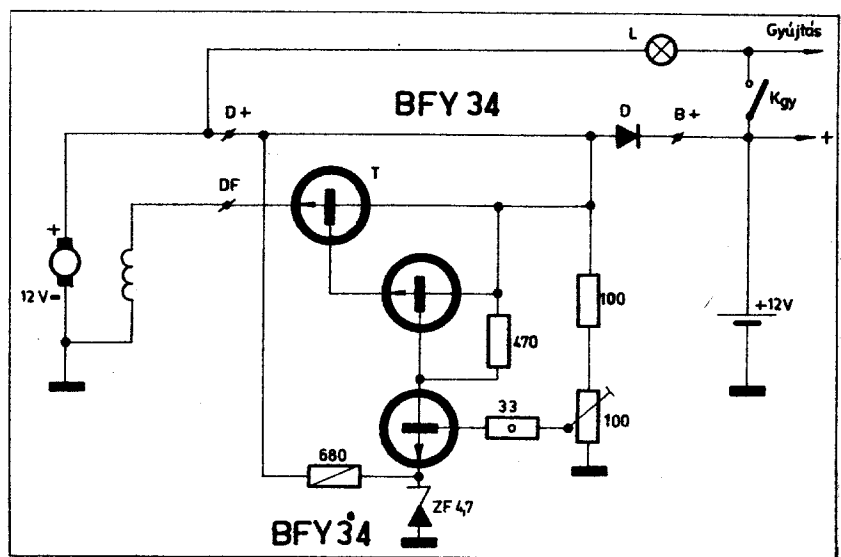 L
Gyújtás
BFY 34
Kgy
D+
D
B+
+
T
DF
+
12 V=
100
+12V
470
33
100
680
ZF 4,7
BFY 34